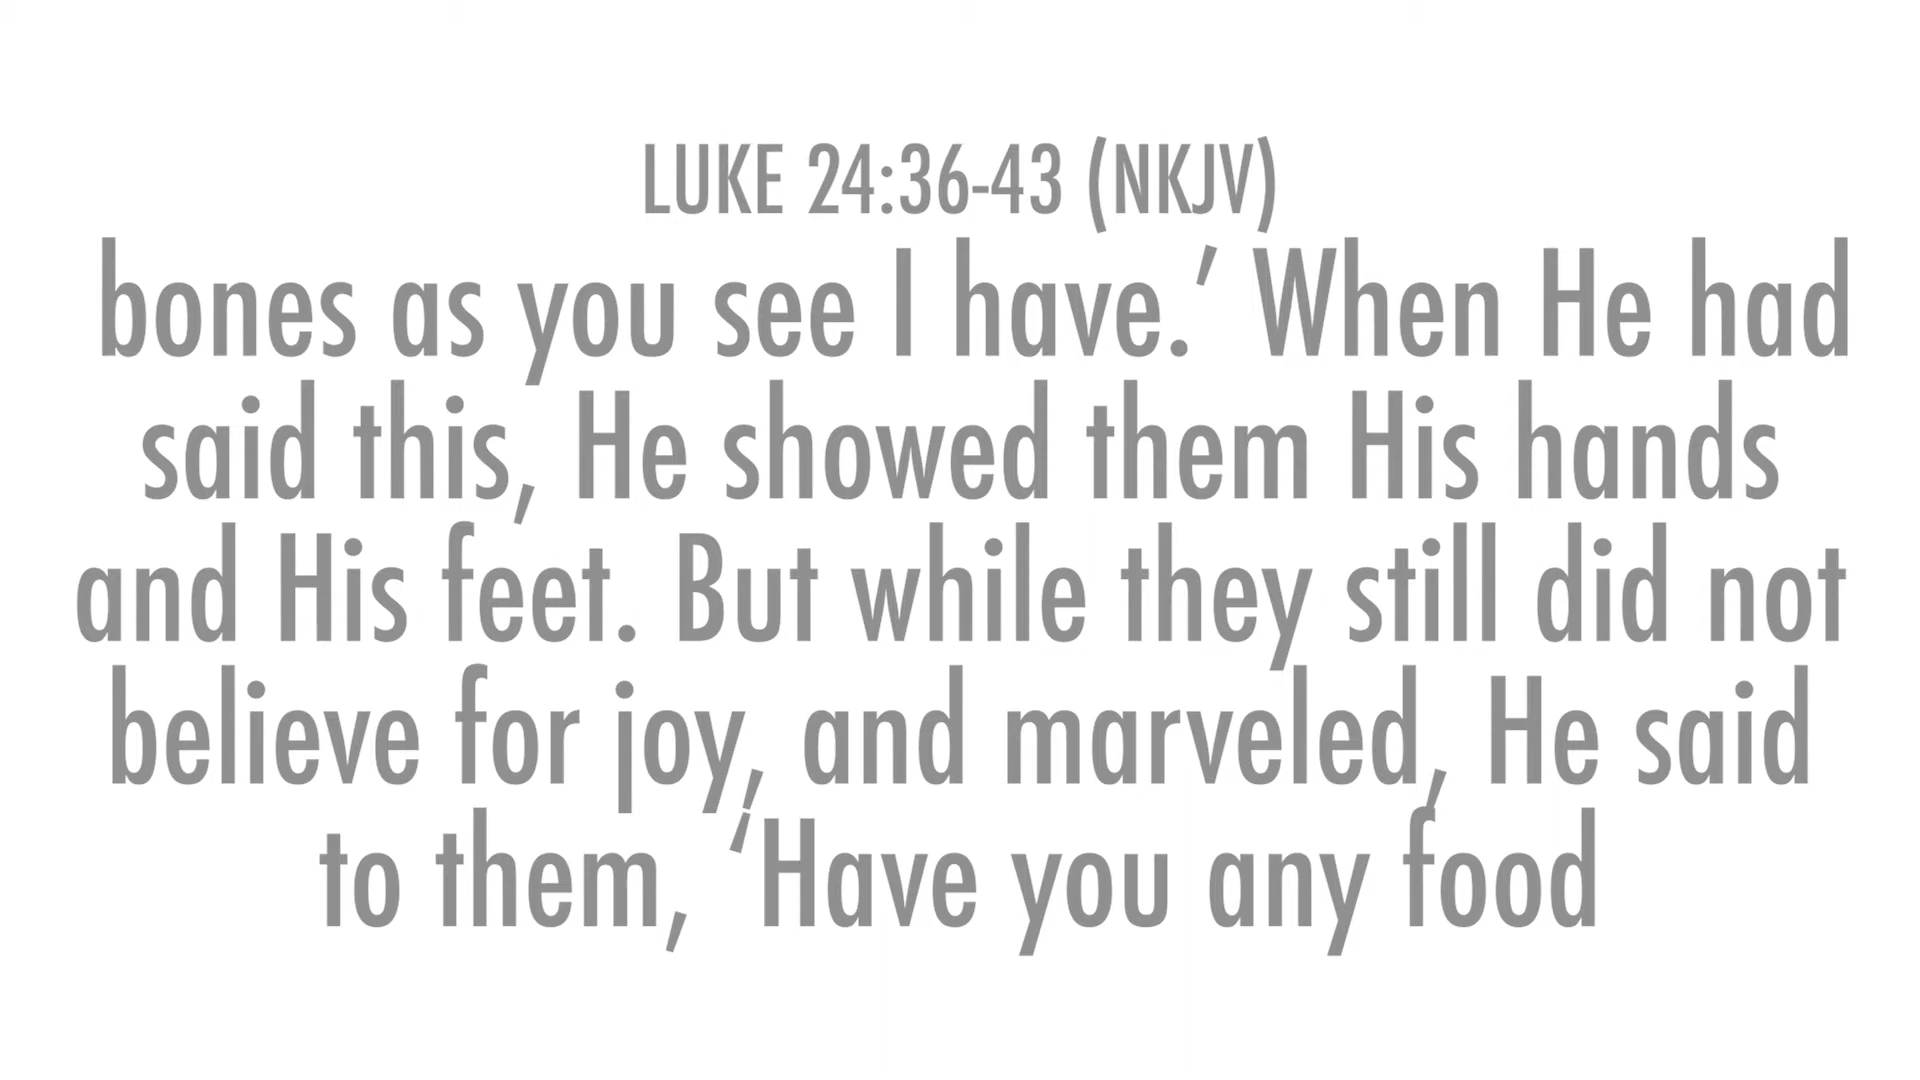 LUKE 24:36-43 (NKJV)
bones as you see I have.’ When He had
said this, He showed them His hands
and His feet. But while they still did not
believe for joy, and marveled, He said
to them, ‘Have you any food